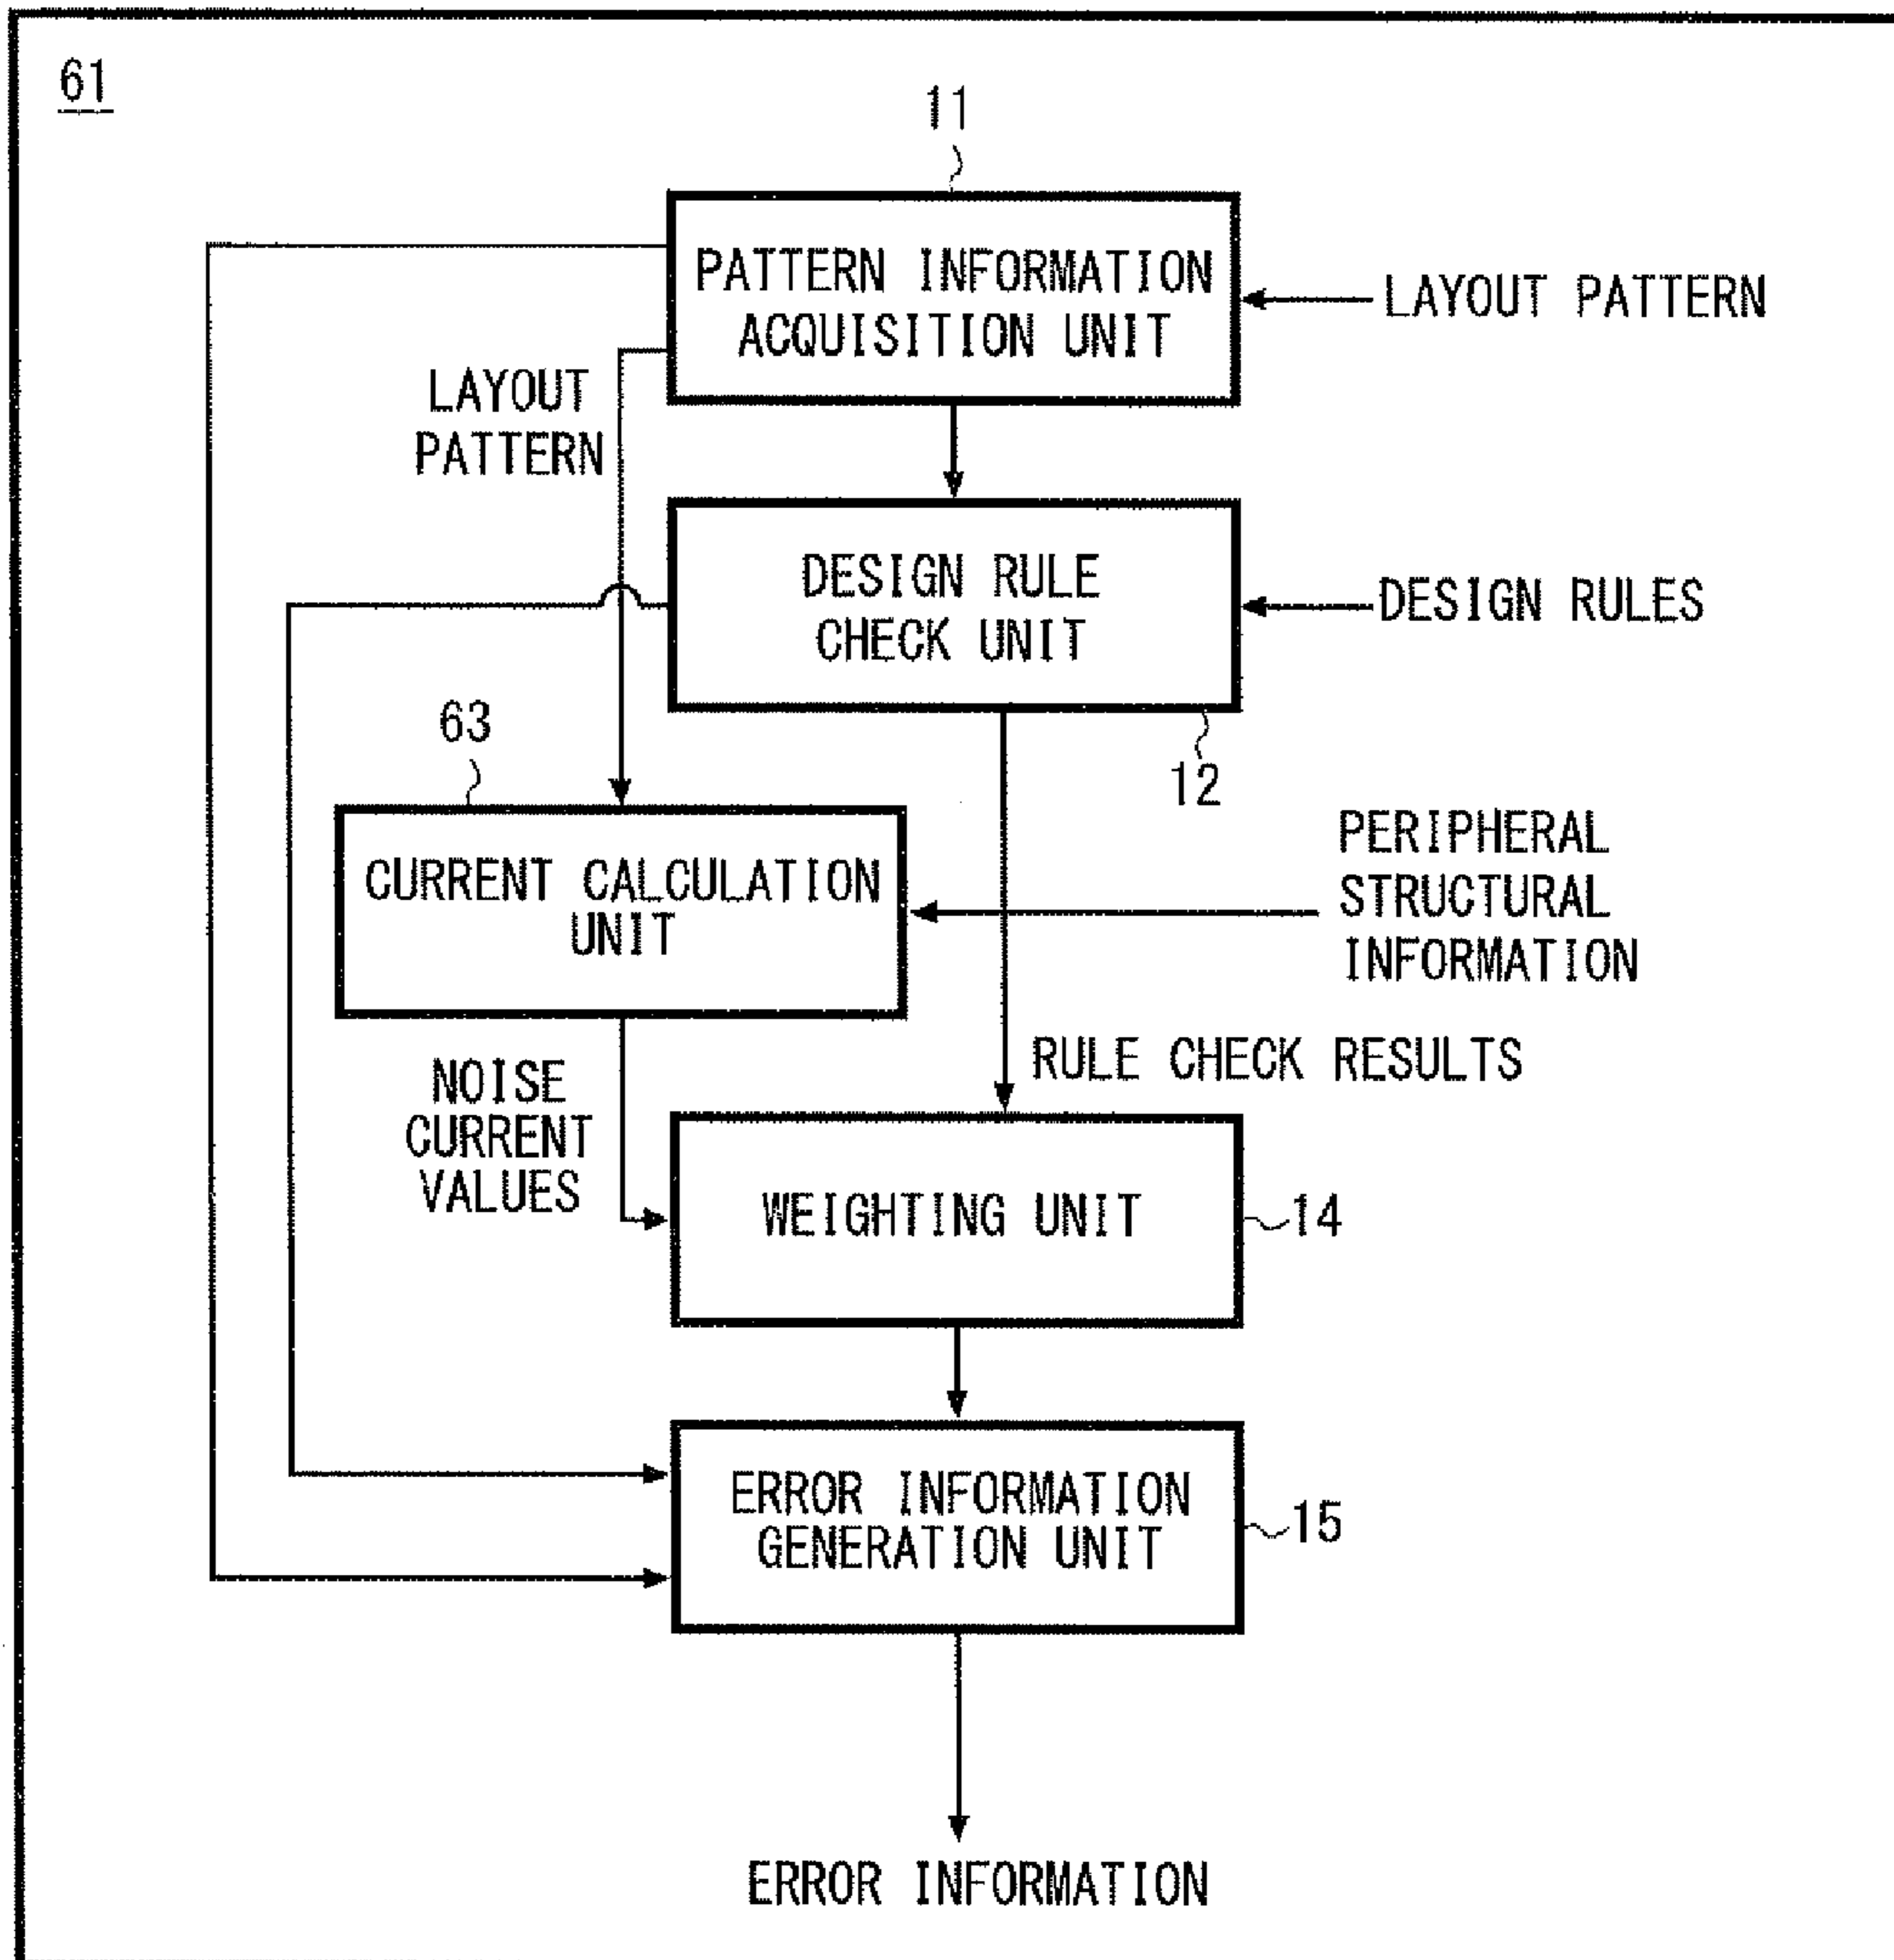 61
11
PATTERN INFORMATION
ACQUISITION UNIT
LAYOUT PATTERN
LAYOUT
PATTERN
DESIGN RULE
CHECK UNIT
DESIGN RULES
12
63
CURRENT CALCULATION
UNIT
PERIPHERAL
STRUCTURAL
INFORMATION
RULE CHECK RESULTS
NOISE
CURRENT
VALUES
WEIGHTING UNIT
14
ERROR INFORMATION
GENERATION UNIT
15
ERROR INFORMATION